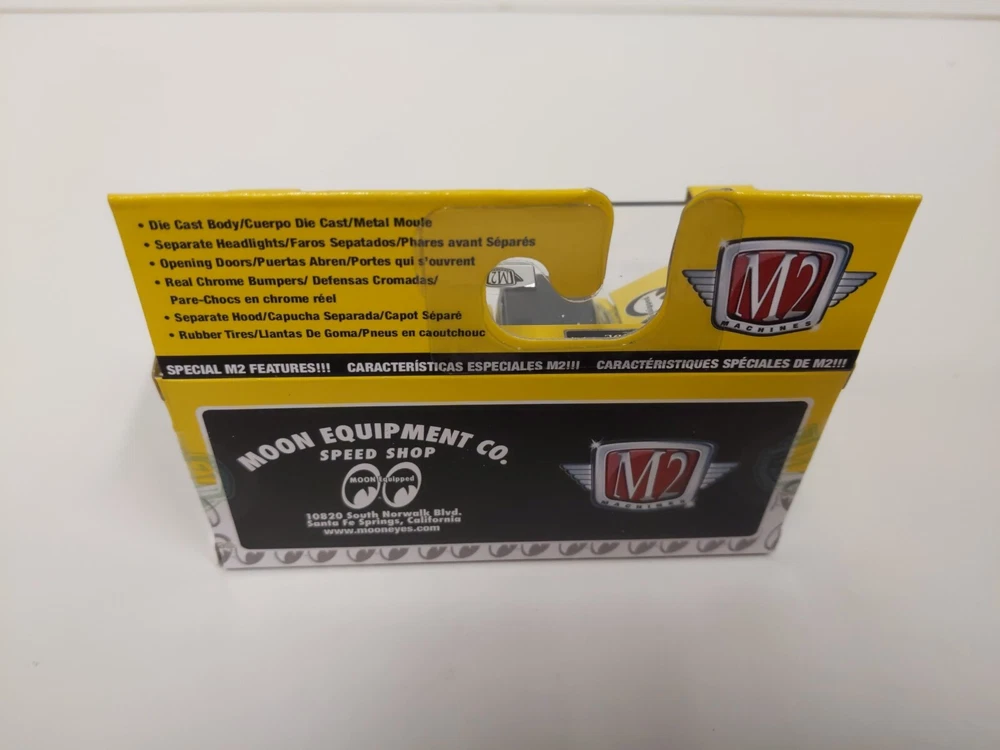 • Die Cast Body/Cuerpo Die Cast/Metal Moule
• Separate Headlights/Faros Sepatados/Phares avant Séparés
• Opening Doors/Puertas Abren/Portes qui s'ouvrent
• Real Chrome Bumpers/ Defensas Cromadas/
Pare-Chocs en chrome réel
• Separate Hood/Capucha Separada/Capot Séparé
• Rubber Tires/Llantas De Goma/Pneus en caoutchouc
M2
M2
MACHINES
SPECIAL M2 FEATURES!!! CARACTERÍSTICAS ESPECIALES M2!!! CARACTÉRISTIQUES SPÉCIALES DE M2!!!
MOON EQUIPMENT CO.
SPEED SHOP
MOON Equipped
10820 South Norwalk Blvd.
Santa Fe Springs, California
www.mooneyes.com
M2
MACHINES